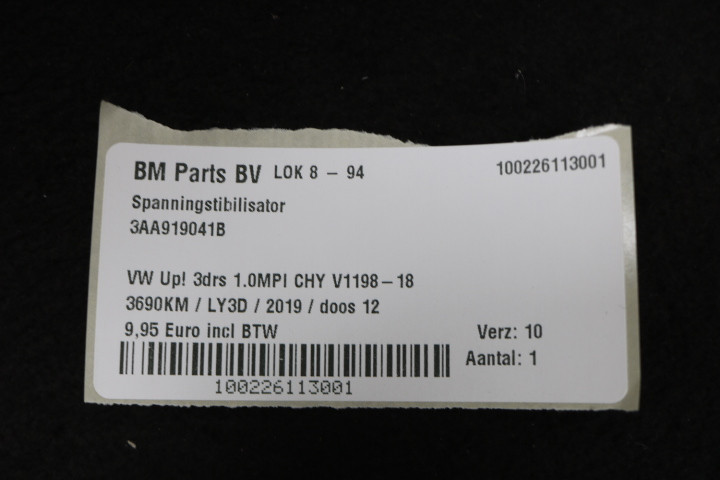 BM Parts BV LOK 8 - 94 100226113001
Spanningstibilisator
3AA919041B
VW Up! 3drs 1.0MPI CHY V1198-18
3690KM / LY3D / 2019 / doos 12
9,95 Euro incl BTW Verz: 10
Aantal: 1
100226113001